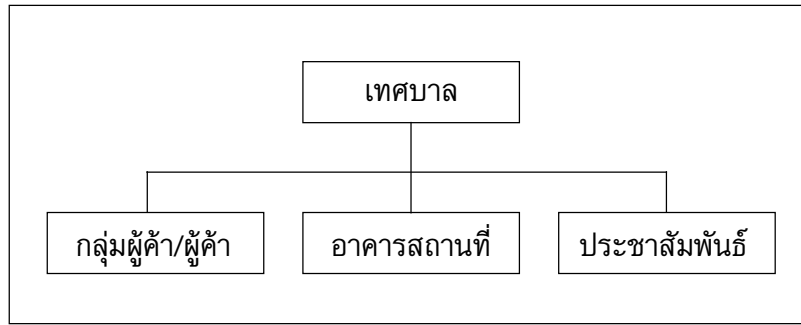 เทศบาล
กลุ่มผู้ค้า/ผู้ค้า
อาคารสถานที่
ประชาสัมพันธ์